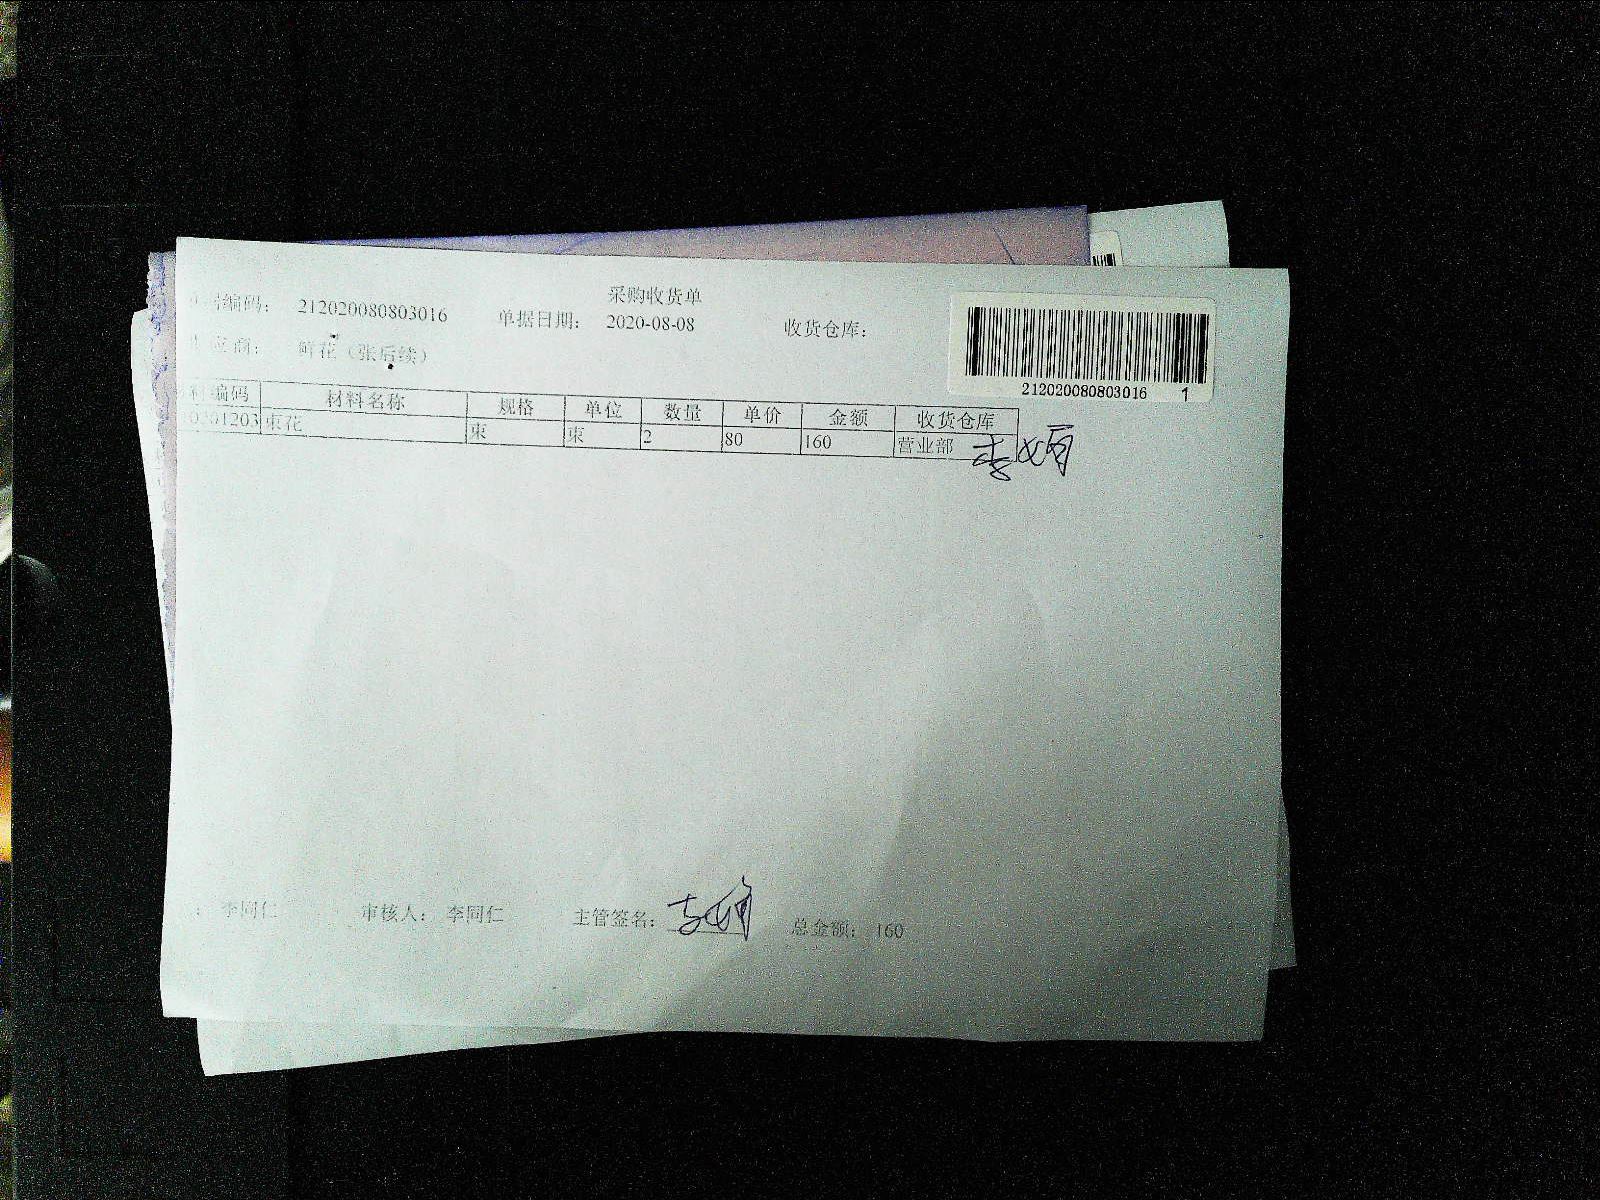 采购收货单
编码： 212020080803016 单据日期： 2020-08-08 收货仓库：
应商： 鲜花（张后续）
212020080803016 1
编码 材料名称 规格 单位 数量 单价 金额 收货仓库
0201203 束花 束 束 2 80 160 营业部
： 李同仁 审核人： 李同仁 主管签名： 总金额： 160